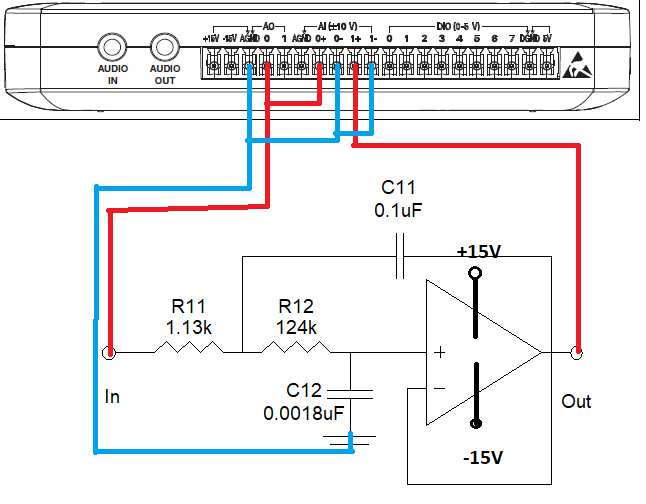 AO AI (±10 V) DIO (0-5 V)
+15V -15V AGND 0 1 AGND 0+ 0- 1+ 1- 0 1 2 3 4 5 6 7 DGND 5V
AUDIO IN AUDIO OUT
C11
0.1uF
+15V
R11 R12
1.13k 124k
+
In C12
0.0018uF
−
Out
-15V